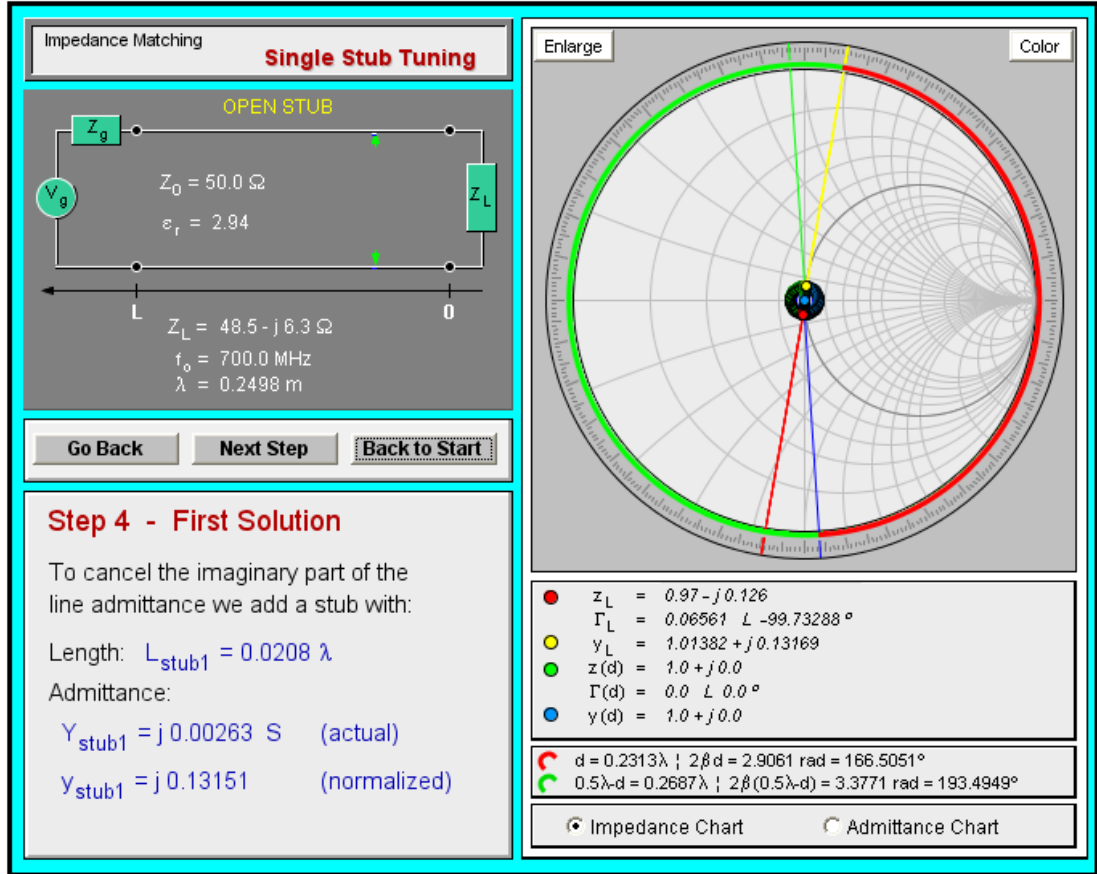 Impedance Matching
Single Stub Tuning
OPEN STUB
Zg
Vg
Z0 = 50.0 Ω
εr = 2.94
ZL
L
0
ZL = 48.5 - j 6.3 Ω
fo = 700.0 MHz
λ = 0.2498 m
Go Back
Next Step
Back to Start
Step 4 - First Solution
To cancel the imaginary part of the
line admittance we add a stub with:
Length: Lstub1 = 0.0208 λ
Admittance:
Ystub1 = j 0.00263 S (actual)
ystub1 = j 0.13151 (normalized)
Enlarge
Color
zL = 0.97 - j 0.126
ΓL = 0.06561 L -99.73288 º
yL = 1.01382 + j 0.13169
z(d) = 1.0 + j 0.0
Γ(d) = 0.0 L 0.0 º
y(d) = 1.0 + j 0.0
d = 0.2313λ ¦ 2βd = 2.9061 rad = 166.5051º
0.5λ-d = 0.2687λ ¦ 2β(0.5λ-d) = 3.3771 rad = 193.4949º
Impedance Chart
Admittance Chart